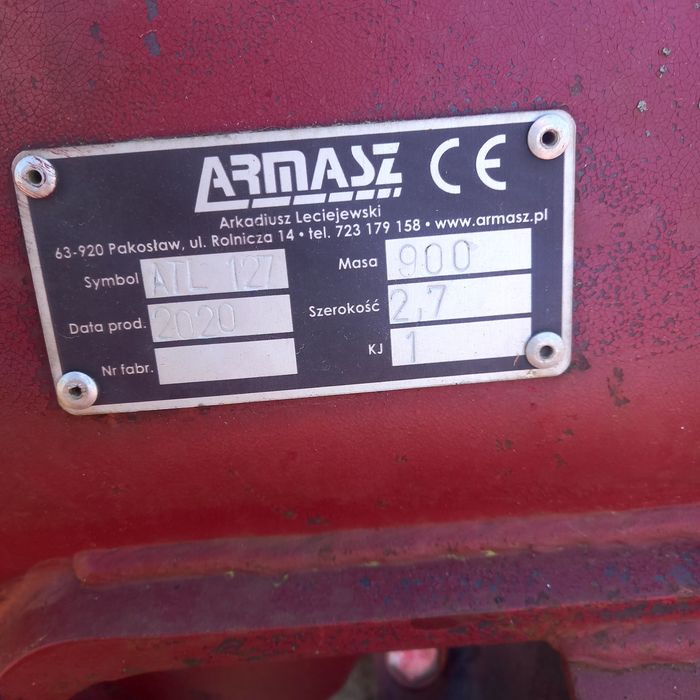 ARMASZ CE
Arkadiusz Leciejewski
63-920 Pakosław, ul. Rolnicza 14 • tel. 723 179 158 • www.armasz.pl
Symbol ATL 127 Masa 900
Data prod. 2020 Szerokość 2,7
Nr fabr. KJ 1